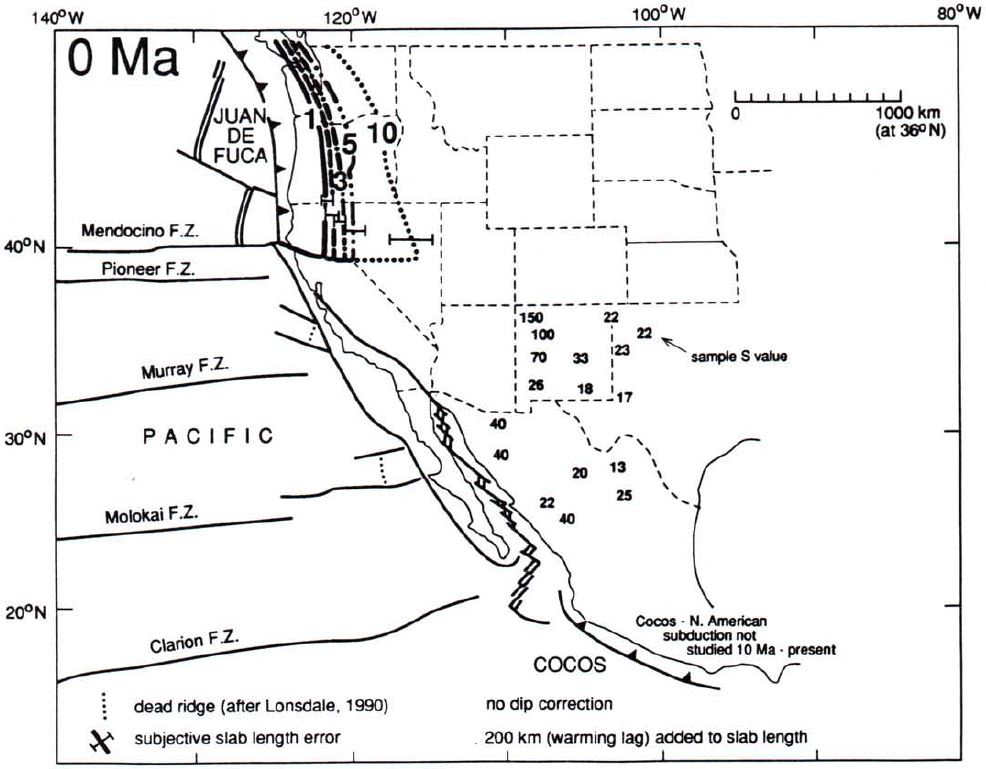 140°W 120°W 100°W 80°W
0 Ma
JUAN
DE
FUCA
1
3
5
10
0 1000 km
(at 36°N)
Mendocino F.Z.
40°N
Pioneer F.Z.
150 22
100 22
70 33 23
sample S value
Murray F.Z.
26 18 17
40
PACIFIC
30°N
40
20 13
22 25
40
Molokai F.Z.
20°N
Cocos - N. American
subduction not
studied 10 Ma - present
Clarion F.Z.
COCOS
dead ridge (after Lonsdale, 1990) no dip correction
subjective slab length error 200 km (warming lag) added to slab length